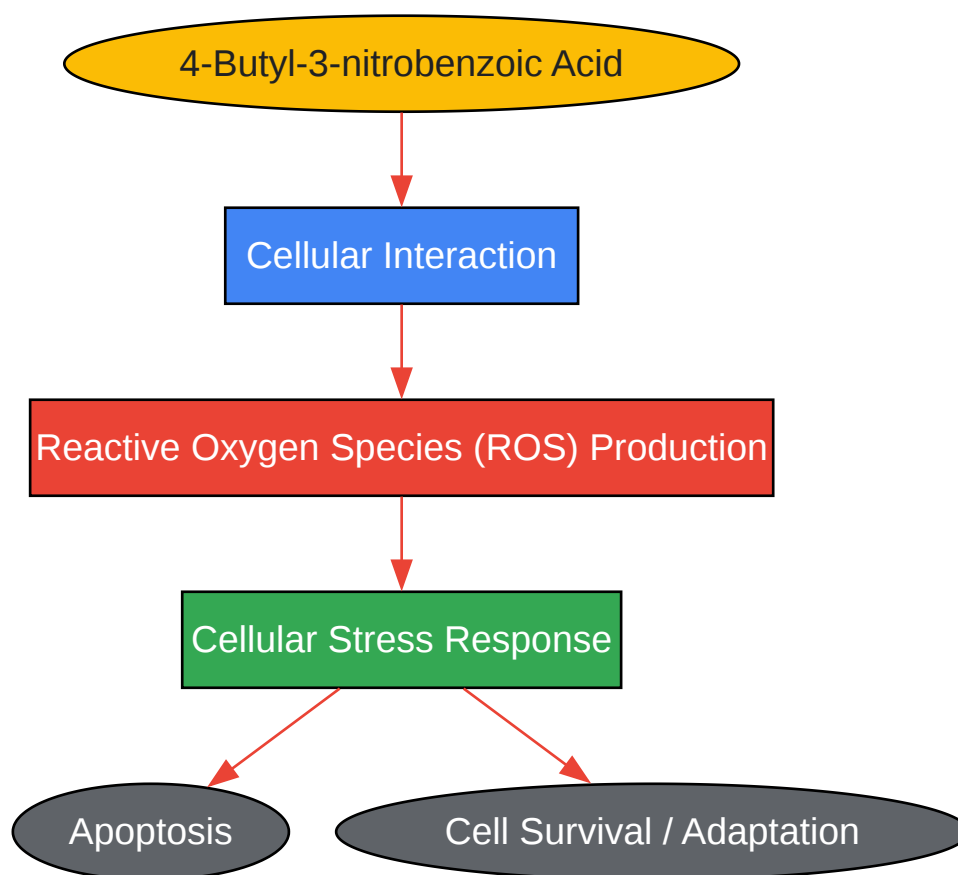 4-Butyl-3-nitrobenzoic Acid
Cellular Interaction
Reactive Oxygen Species (ROS) Production
Cellular Stress Response
Apoptosis
Cell Survival / Adaptation